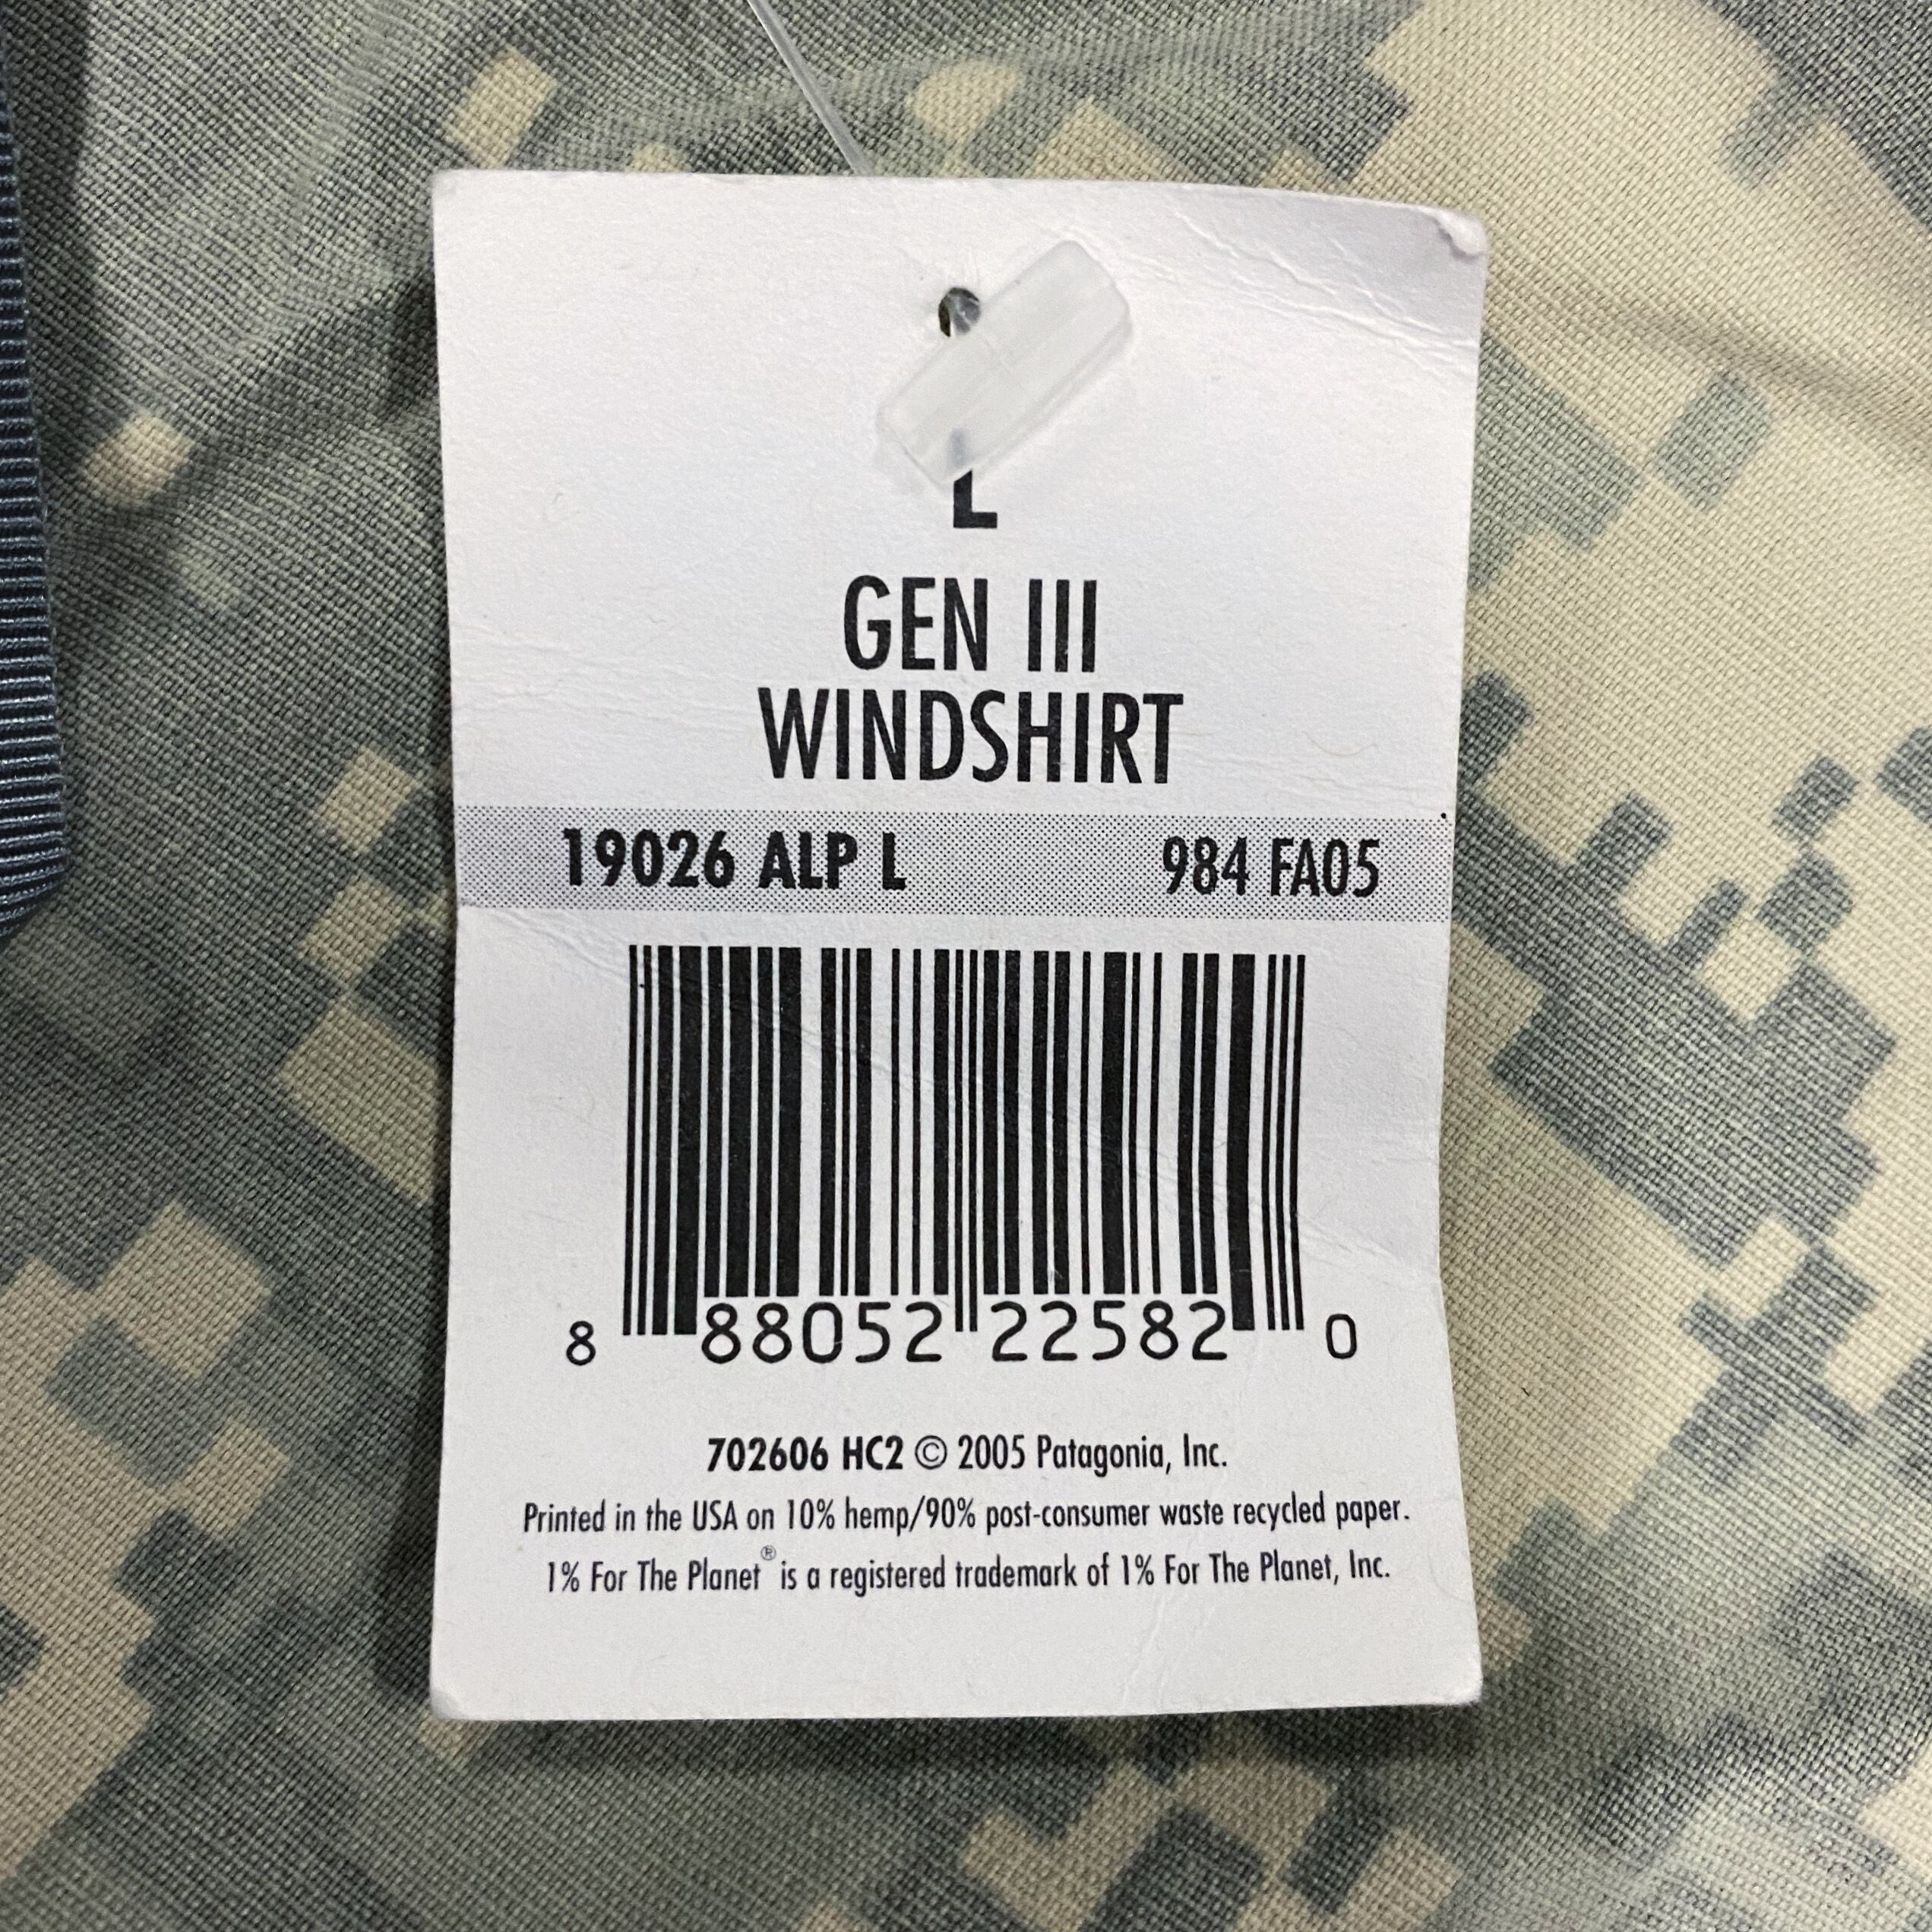 L
GEN III
WINDSHIRT
19026 ALP L 984 FA05
8 88052 22582 0
702606 HC2 © 2005 Patagonia, Inc.
Printed in the USA on 10% hemp/90% post-consumer waste recycled paper.
1% For The Planet® is a registered trademark of 1% For The Planet, Inc.